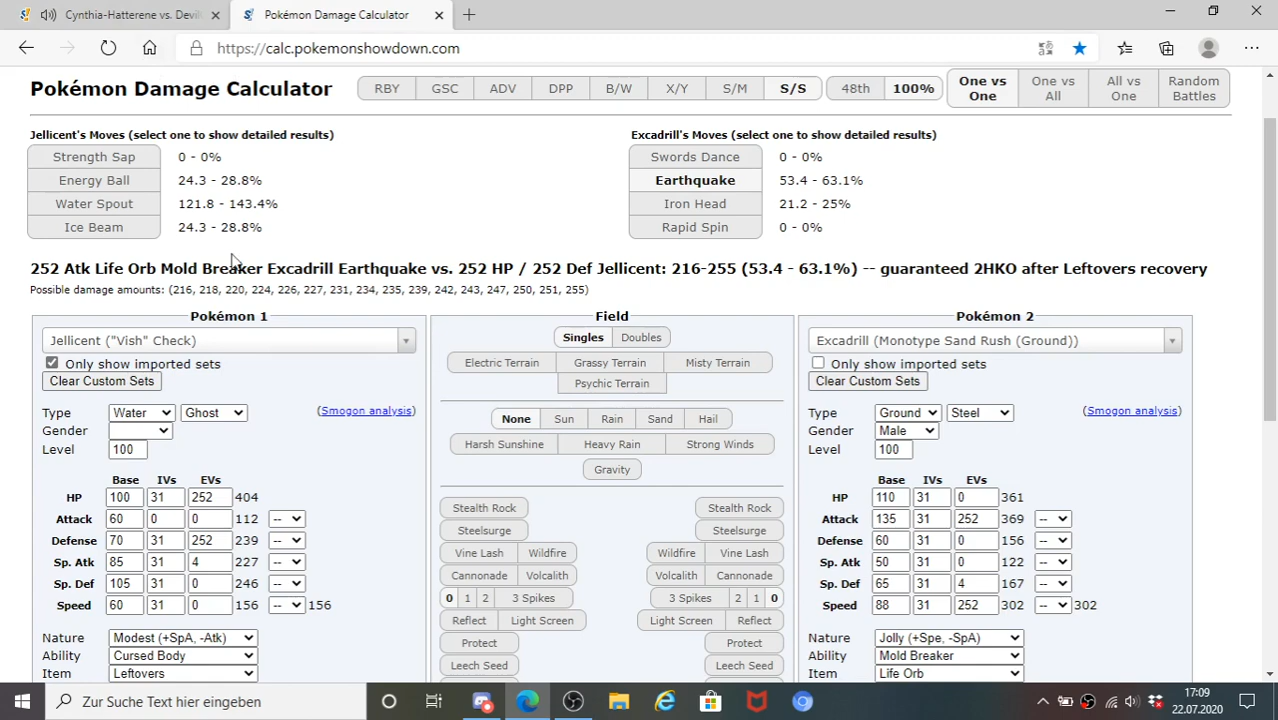 Cynthia-Hatterene vs. Devil
Pokémon Damage Calculator
https://calc.pokemonshowdown.com
Pokémon Damage Calculator
RBY GSC ADV DPP B/W X/Y S/M S/S 48th 100%
One vs One
One vs All
All vs One
Random Battles
Jellicent's Moves (select one to show detailed results)
Strength Sap 0 - 0%
Energy Ball 24.3 - 28.8%
Water Spout 121.8 - 143.4%
Ice Beam 24.3 - 28.8%
Excadrill's Moves (select one to show detailed results)
Swords Dance 0 - 0%
Earthquake 53.4 - 63.1%
Iron Head 21.2 - 25%
Rapid Spin 0 - 0%
252 Atk Life Orb Mold Breaker Excadrill Earthquake vs. 252 HP / 252 Def Jellicent: 216-255 (53.4 - 63.1%) -- guaranteed 2HKO after Leftovers recovery
Possible damage amounts: (216, 218, 220, 224, 226, 227, 231, 234, 235, 239, 242, 243, 247, 250, 251, 255)
Pokémon 1
Jellicent ("Vish" Check)
Only show imported sets
Clear Custom Sets
Type Water Ghost (Smogon analysis)
Gender
Level 100
Base IVs EVs
HP 100 31 252 404
Attack 60 0 0 112 --
Defense 70 31 252 239 --
Sp. Atk 85 31 4 227 --
Sp. Def 105 31 0 246 --
Speed 60 31 0 156 -- 156
Nature Modest (+SpA, -Atk)
Ability Cursed Body
Item Leftovers
Field
Singles Doubles
Electric Terrain Grassy Terrain Misty Terrain
Psychic Terrain
None Sun Rain Sand Hail
Harsh Sunshine Heavy Rain Strong Winds
Gravity
Stealth Rock Stealth Rock
Steelsurge Steelsurge
Vine Lash Wildfire Wildfire Vine Lash
Cannonade Volcalith Volcalith Cannonade
0 1 2 3 Spikes 3 Spikes 2 1 0
Reflect Light Screen Light Screen Reflect
Protect Protect
Leech Seed Leech Seed
Pokémon 2
Excadrill (Monotype Sand Rush (Ground))
Only show imported sets
Clear Custom Sets
Type Ground Steel (Smogon analysis)
Gender Male
Level 100
Base IVs EVs
HP 110 31 0 361
Attack 135 31 252 369 --
Defense 60 31 0 156 --
Sp. Atk 50 31 0 122 --
Sp. Def 65 31 4 167 --
Speed 88 31 252 302 -- 302
Nature Jolly (+Spe, -SpA)
Ability Mold Breaker
Item Life Orb
Zur Suche Text hier eingeben
17:09
22.07.2020